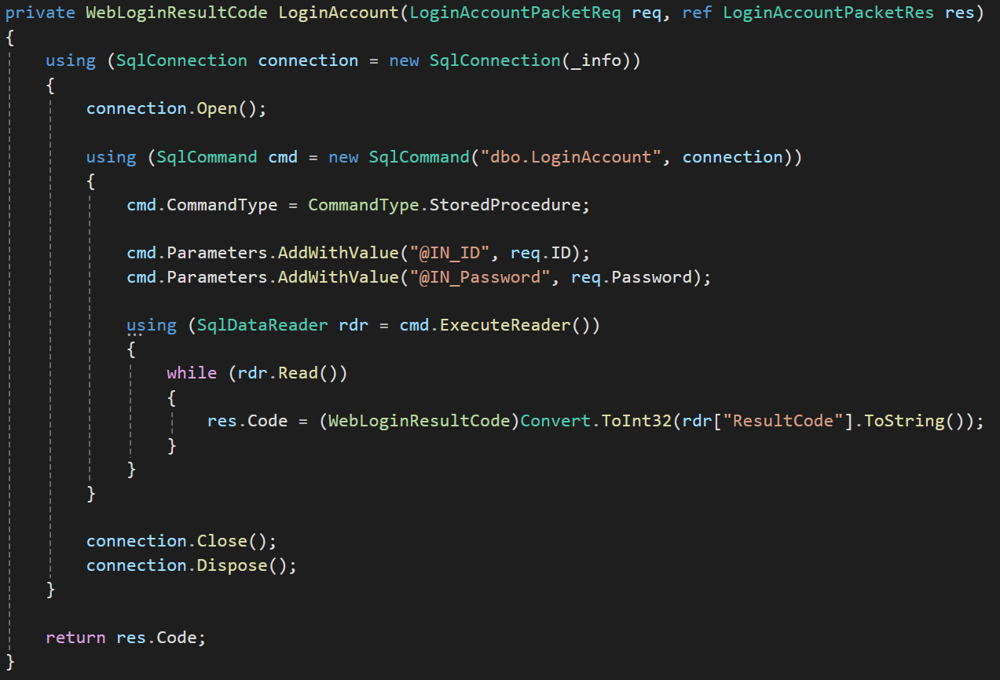 private WebLoginResultCode LoginAccount(LoginAccountPacketReq req, ref LoginAccountPacketRes res)
{
    using (SqlConnection connection = new SqlConnection(_info))
    {
        connection.Open();

        using (SqlCommand cmd = new SqlCommand("dbo.LoginAccount", connection))
        {
            cmd.CommandType = CommandType.StoredProcedure;

            cmd.Parameters.AddWithValue("@IN_ID", req.ID);
            cmd.Parameters.AddWithValue("@IN_Password", req.Password);

            using (SqlDataReader rdr = cmd.ExecuteReader())
            {
                while (rdr.Read())
                {
                    res.Code = (WebLoginResultCode)Convert.ToInt32(rdr["ResultCode"].ToString());
                }
            }
        }

        connection.Close();
        connection.Dispose();
    }

    return res.Code;
}